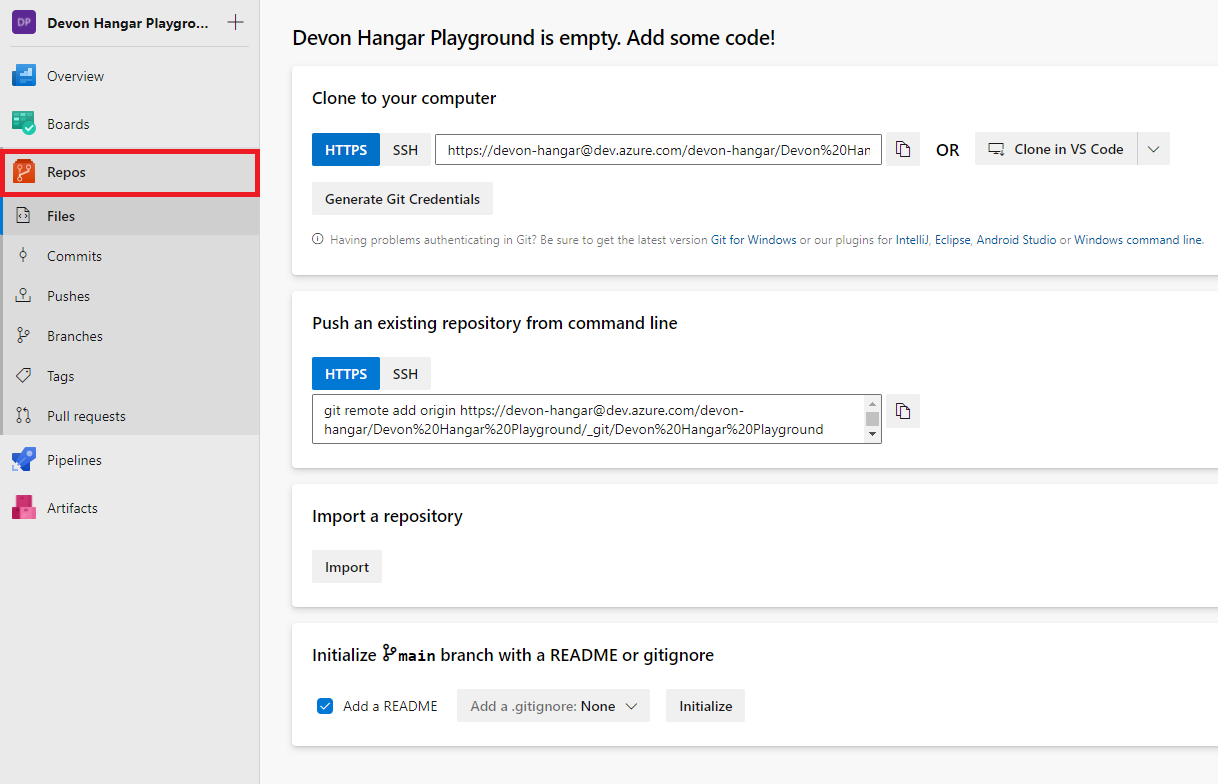 DP Devon Hangar Playgro...
Overview
Boards
Repos
Files
Commits
Pushes
Branches
Tags
Pull requests
Pipelines
Artifacts
Devon Hangar Playground is empty. Add some code!
Clone to your computer
HTTPS SSH https://devon-hangar@dev.azure.com/devon-hangar/Devon%20Han OR Clone in VS Code
Generate Git Credentials
Having problems authenticating in Git? Be sure to get the latest version Git for Windows or our plugins for IntelliJ, Eclipse, Android Studio or Windows command line.
Push an existing repository from command line
HTTPS SSH
git remote add origin https://devon-hangar@dev.azure.com/devon-
hangar/Devon%20Hangar%20Playground/_git/Devon%20Hangar%20Playground
Import a repository
Import
Initialize main branch with a README or gitignore
Add a README Add a .gitignore: None Initialize